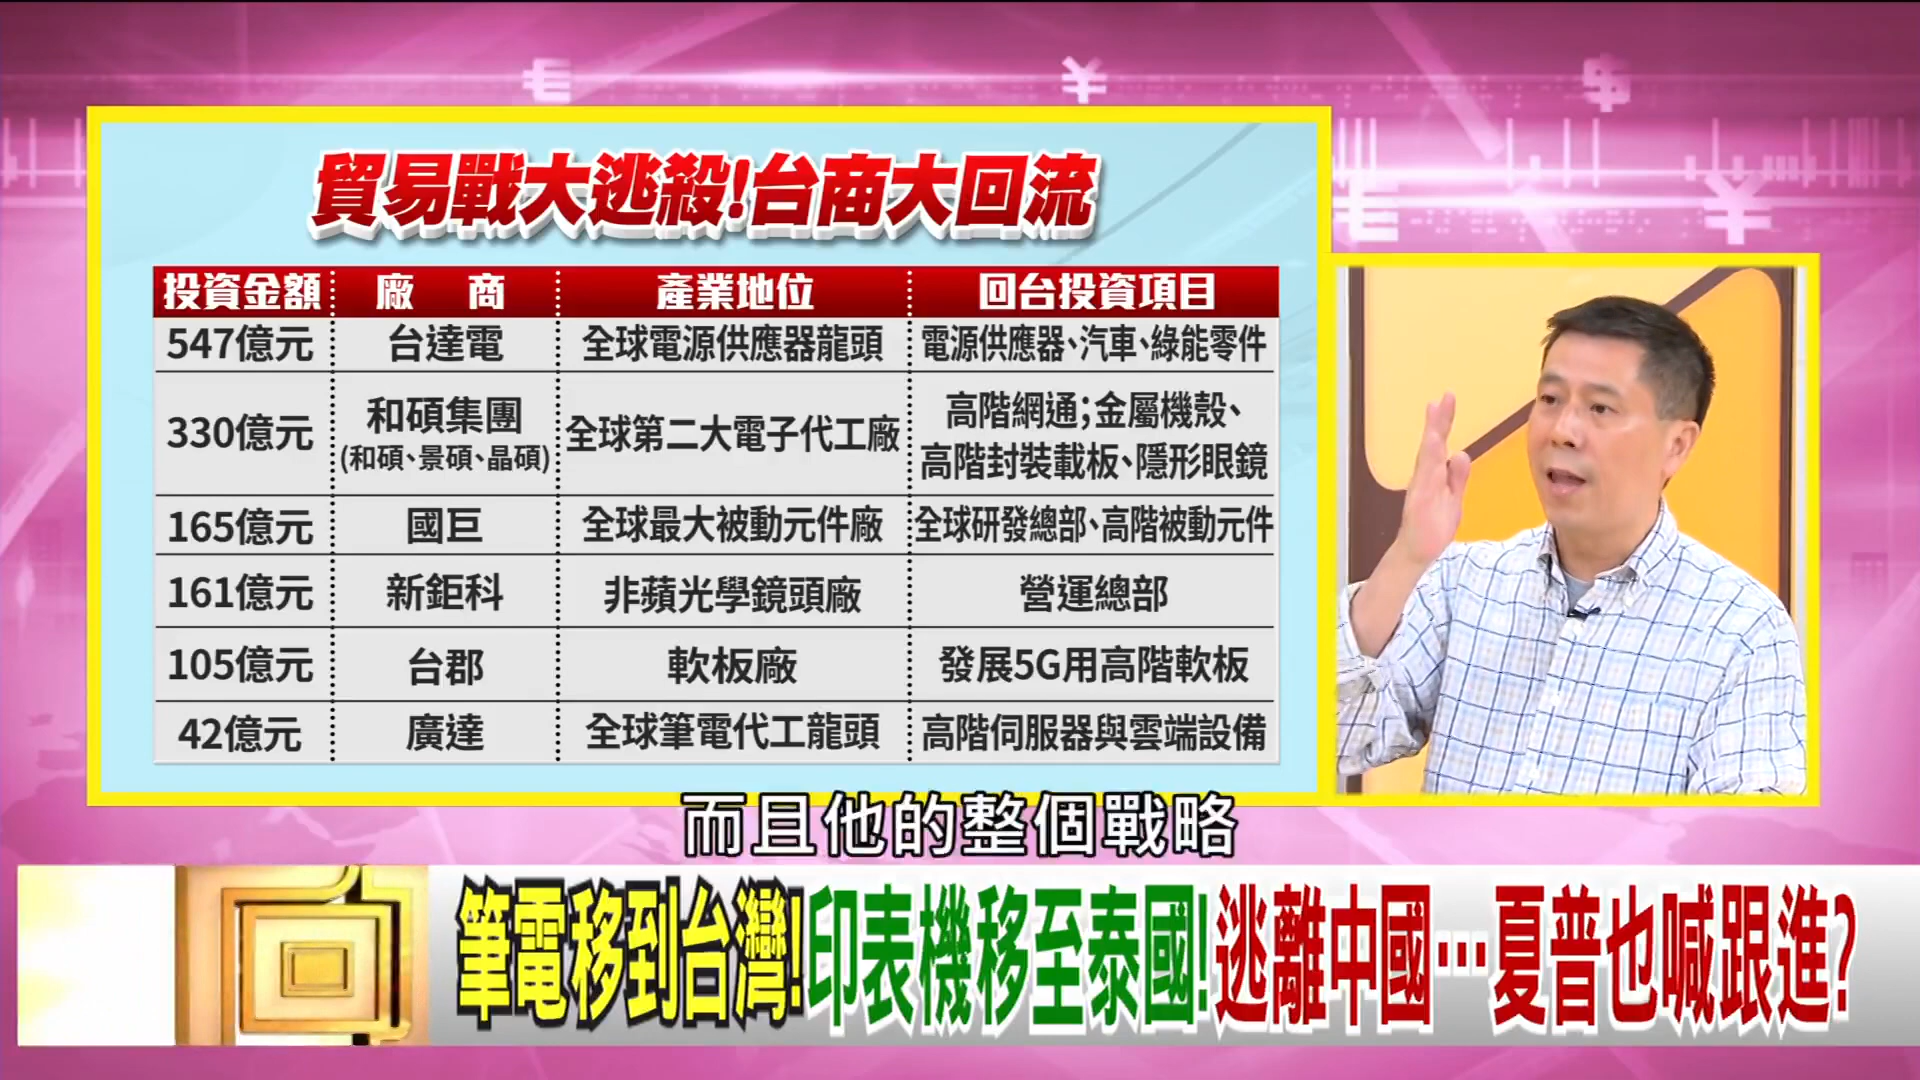 貿易戰大逃殺!台商大回流
投資金額 廠商 產業地位 回台投資項目
547億元 台達電 全球電源供應器龍頭 電源供應器、汽車、綠能零件
330億元 和碩集團 (和碩、景碩、晶碩) 全球第二大電子代工廠 高階網通;金屬機殼、
高階封裝載板、隱形眼鏡
165億元 國巨 全球最大被動元件廠 全球研發總部、高階被動元件
161億元 新鉅科 非蘋光學鏡頭廠 營運總部
105億元 台郡 軟板廠 發展5G用高階軟板
42億元 廣達 全球筆電代工龍頭 高階伺服器與雲端設備
而且他的整個戰略
筆電移到台灣!印表機移至泰國!逃離中國…夏普也喊跟進?